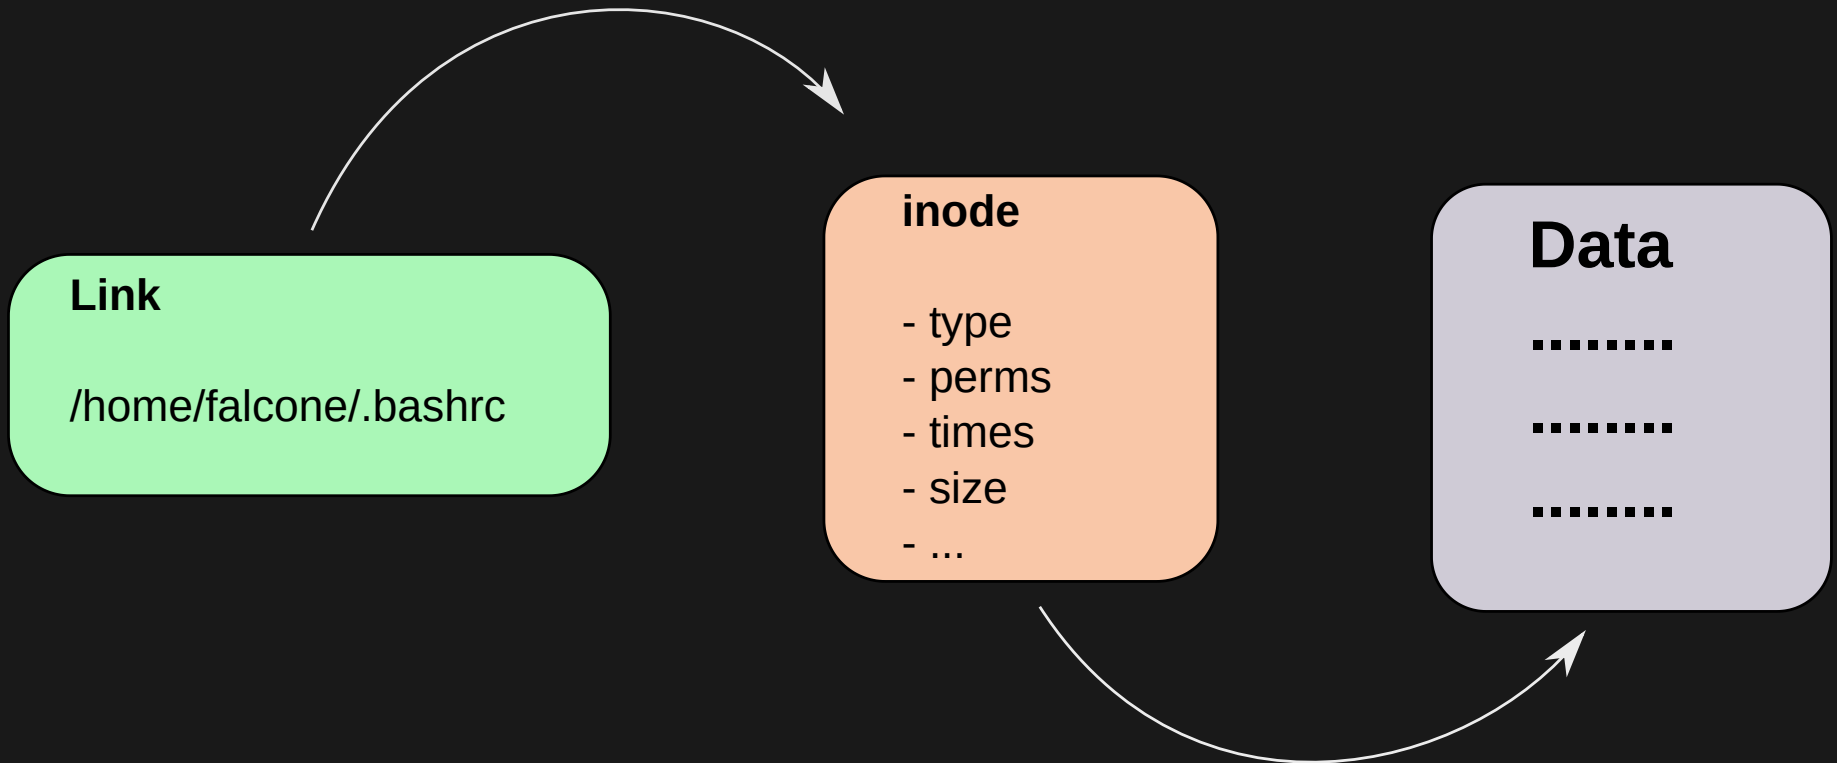 Link
/home/falcone/.bashrc
inode
- type
- perms
- times
- size
- ...
Data
........
........
........